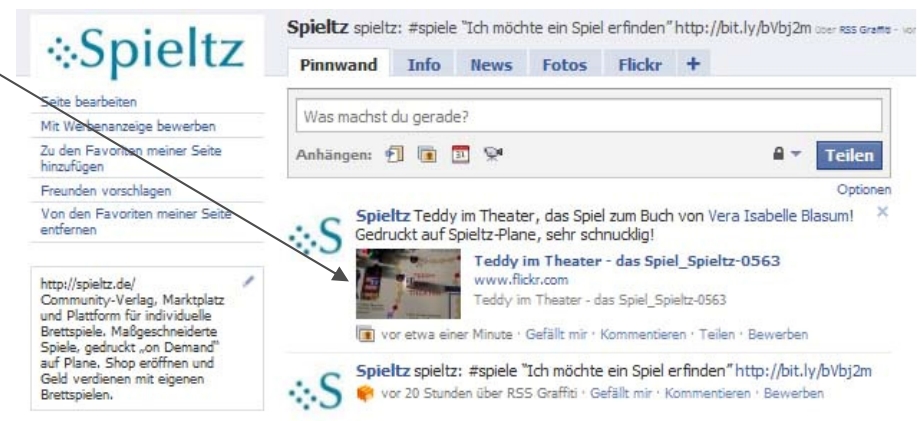 Spieltz
Spieltz spieltz: #spiele "Ich möchte ein Spiel erfinden" http://bit.ly/bVbj2m über RSS Graffiti - vor
Pinnwand Info News Fotos Flickr +
Seite bearbeiten
Mit Werbenanzeige bewerben
Zu den Favoriten meiner Seite
hinzufügen
Freunden vorschlagen
Von den Favoriten meiner Seite
entfernen
http://spieltz.de/
Community-Verlag, Marktplatz
und Plattform für individuelle
Brettspiele. Maßgeschneiderte
Spiele, gedruckt „on Demand"
auf Plane. Shop eröffnen und
Geld verdienen mit eigenen
Brettspielen.
Was machst du gerade?
Anhängen: 31 Teilen
Optionen
Spieltz Teddy im Theater, das Spiel zum Buch von Vera Isabelle Blasum!
Gedruckt auf Spieltz-Plane, sehr schnucklig!
Teddy im Theater - das Spiel_Spieltz-0563
www.flickr.com
Teddy im Theater - das Spiel_Spieltz-0563
vor etwa einer Minute · Gefällt mir · Kommentieren · Teilen · Bewerben
S
Spieltz spieltz: #spiele "Ich möchte ein Spiel erfinden" http://bit.ly/bVbj2m
vor 20 Stunden über RSS Graffiti · Gefällt mir · Kommentieren · Bewerben
S